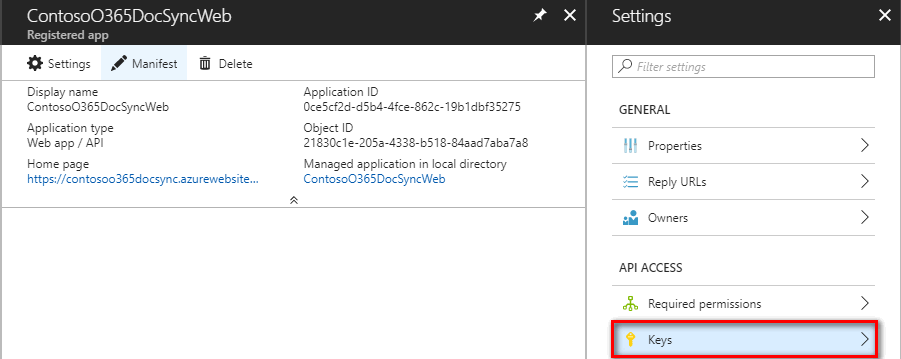 ContosoO365DocSyncWeb
Registered app
Settings
Manifest
Delete
Display name
ContosoO365DocSyncWeb
Application ID
0ce5cf2d-d5b4-4fce-862c-19b1dbf35275
Application type
Web app / API
Object ID
21830c1e-205a-4338-b518-84aad7aba7a8
Home page
https://contosoo365docsync.azurewebsite...
Managed application in local directory
ContosoO365DocSyncWeb
Settings
Filter settings
GENERAL
Properties
Reply URLs
Owners
API ACCESS
Required permissions
Keys